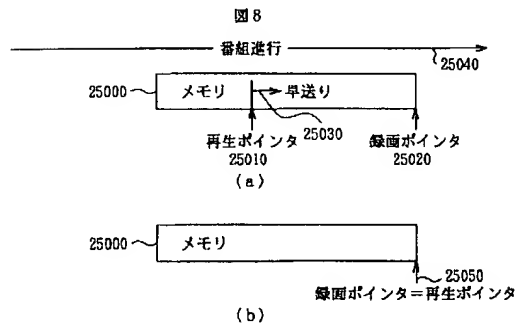 図8
番組進行
25040
25000 メモリ 早送り
25030
再生ポインタ 録画ポインタ
25010 25020
(a)
25000 メモリ
25050
録画ポインタ=再生ポインタ
(b)